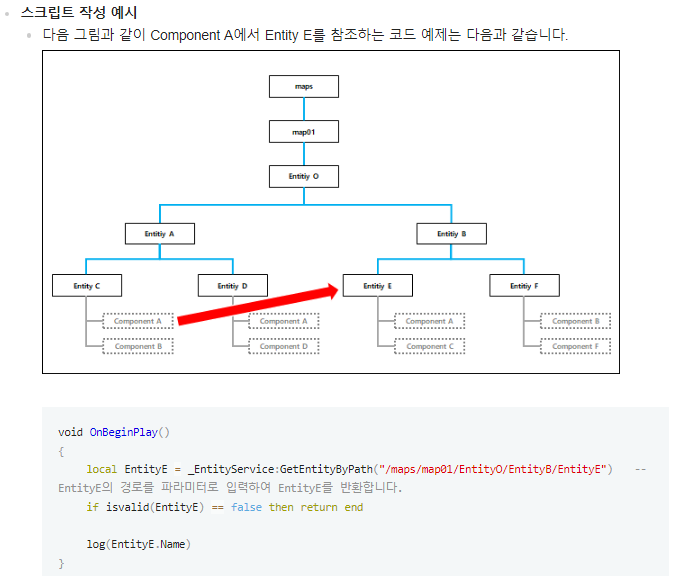 스크립트 작성 예시
다음 그림과 같이 Component A에서 Entity E를 참조하는 코드 예제는 다음과 같습니다.
maps
map01
Entitiy O
Entitiy A
Entitiy B
Entity C
Entitiy D
Entitiy E
Entitiy F
Component A
Component A
Component A
Component B
Component B
Component D
Component C
Component F
void OnBeginPlay()
{
local EntityE = _EntityService:GetEntityByPath("/maps/map01/EntityO/EntityB/EntityE") --
EntityE의 경로를 파라미터로 입력하여 EntityE를 반환합니다.
if isvalid(EntityE) == false then return end
log(EntityE.Name)
}